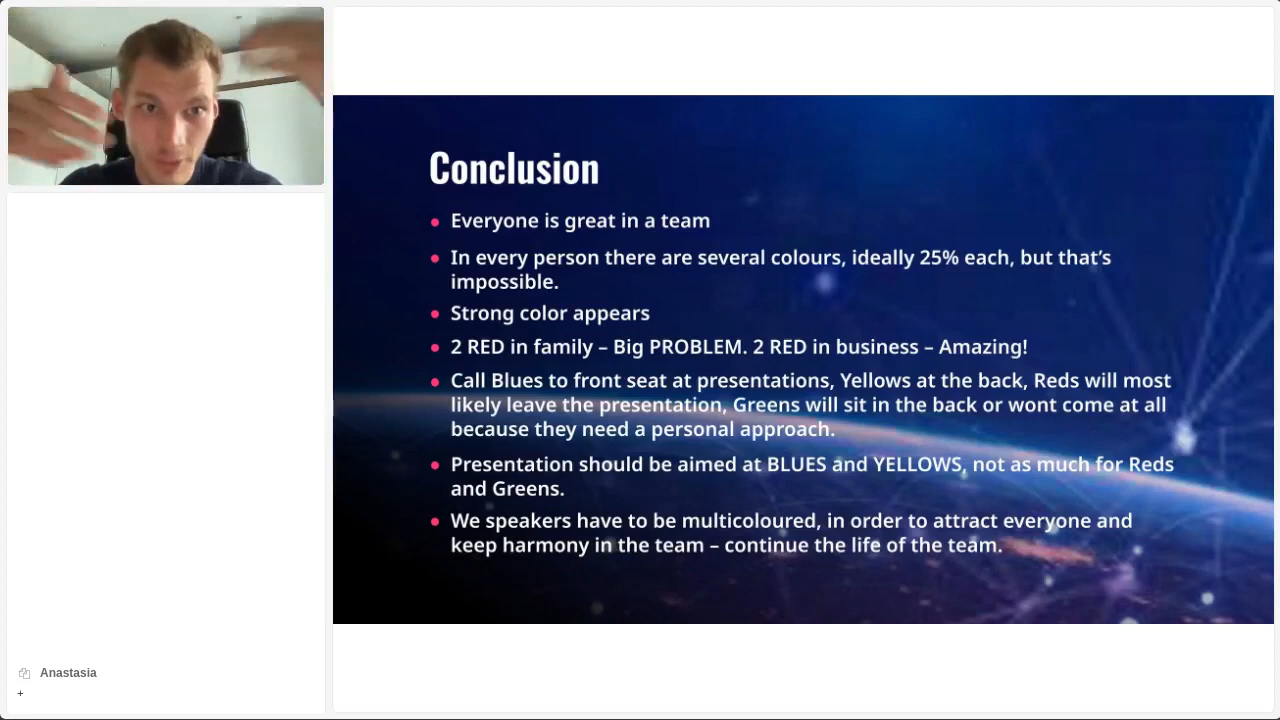 Conclusion
Everyone is great in a team
In every person there are several colours, ideally 25% each, but that's
impossible.
Strong color appears
2 RED in family – Big PROBLEM. 2 RED in business – Amazing!
Call Blues to front seat at presentations, Yellows at the back, Reds will most
likely leave the presentation, Greens will sit in the back or wont come at all
because they need a personal approach.
Presentation should be aimed at BLUES and YELLOWS, not as much for Reds
and Greens.
We speakers have to be multicoloured, in order to attract everyone and
keep harmony in the team – continue the life of the team.
Anastasia
+